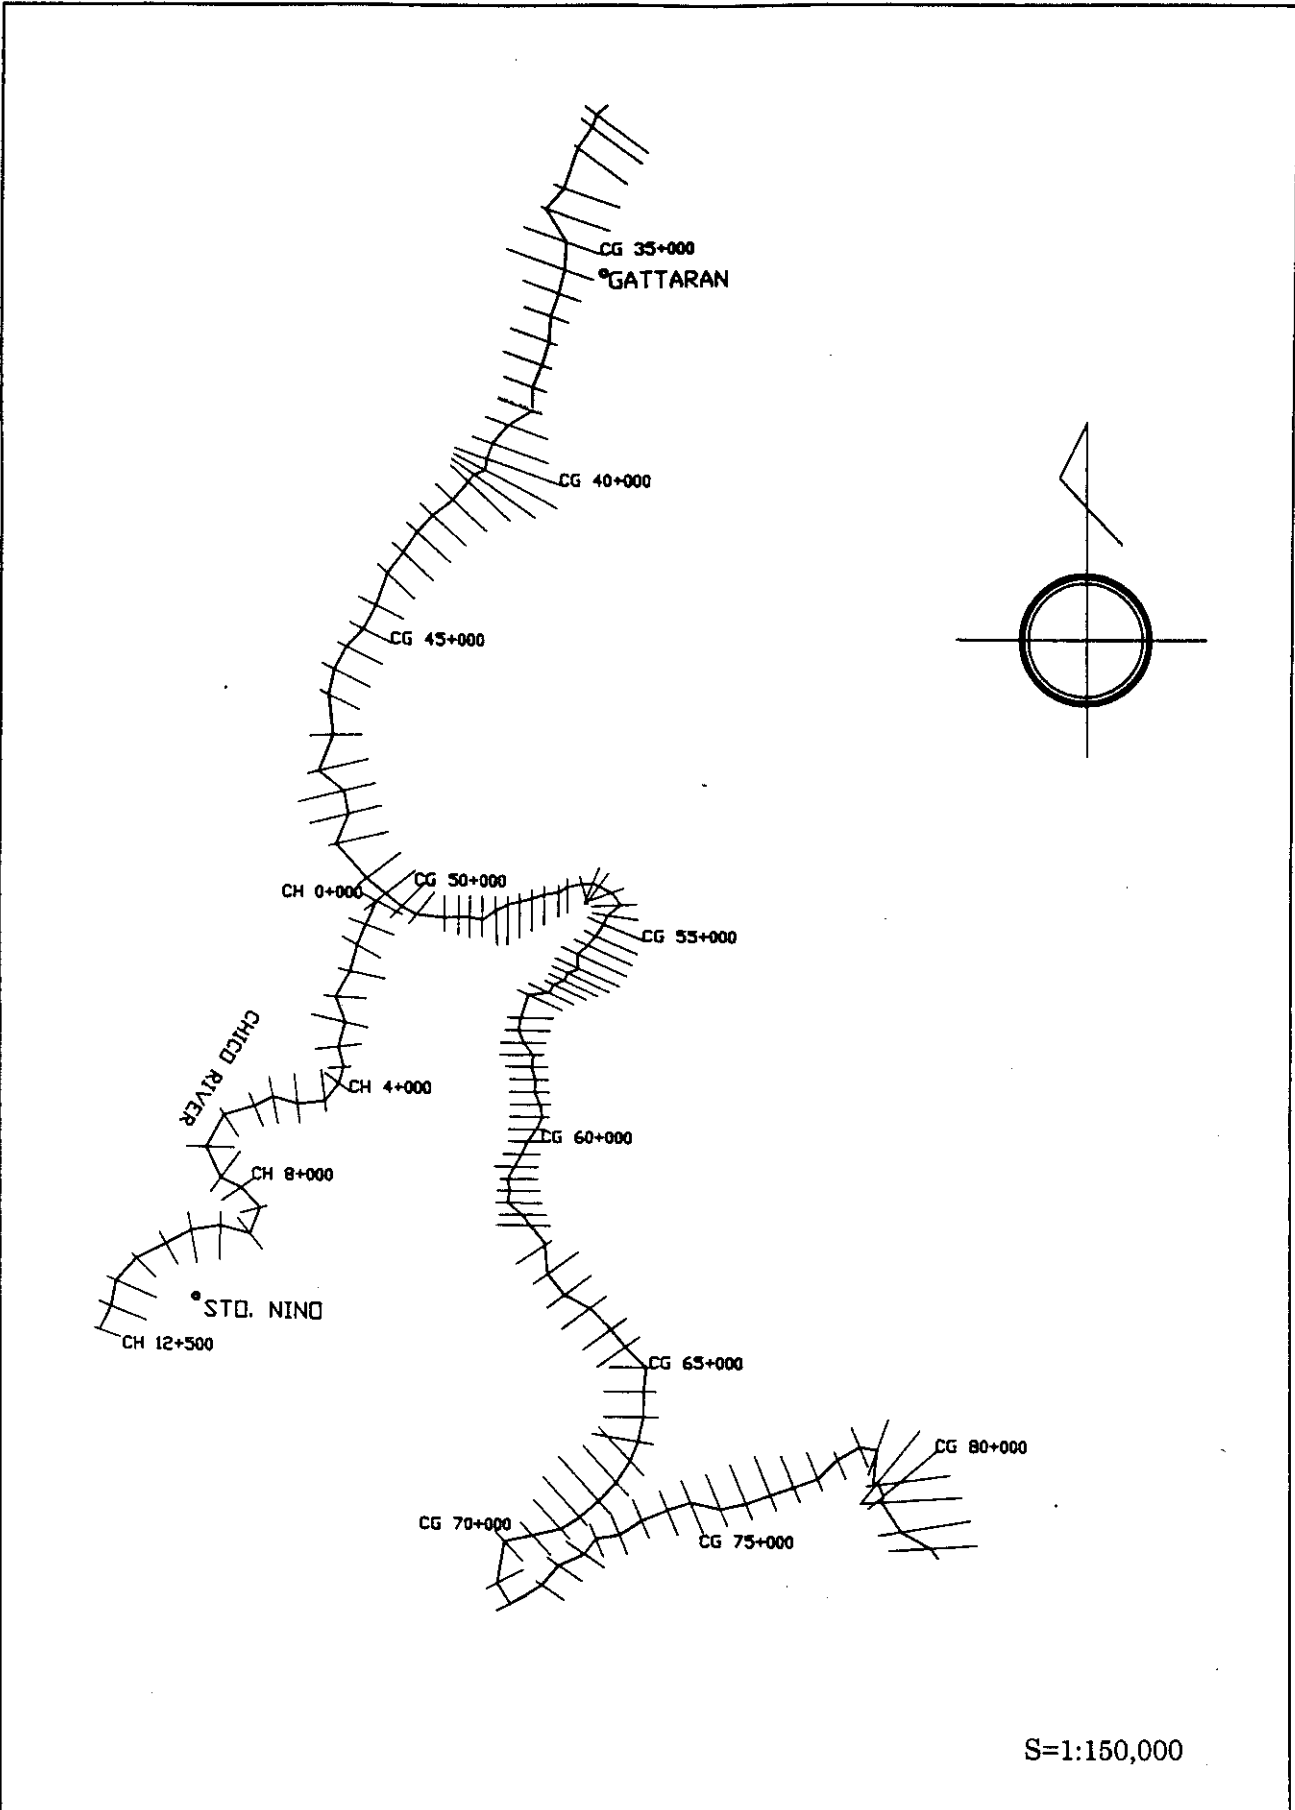 CG 35+000
GATTARAN
CG 40+000
CG 45+000
CH 0+000
CG 50+000
CG 55+000
CHICO RIVER
CH 4+000
CG 60+000
CH 8+000
STO. NINO
CH 12+500
CG 65+000
CG 80+000
CG 70+000
CG 75+000
S=1:150,000